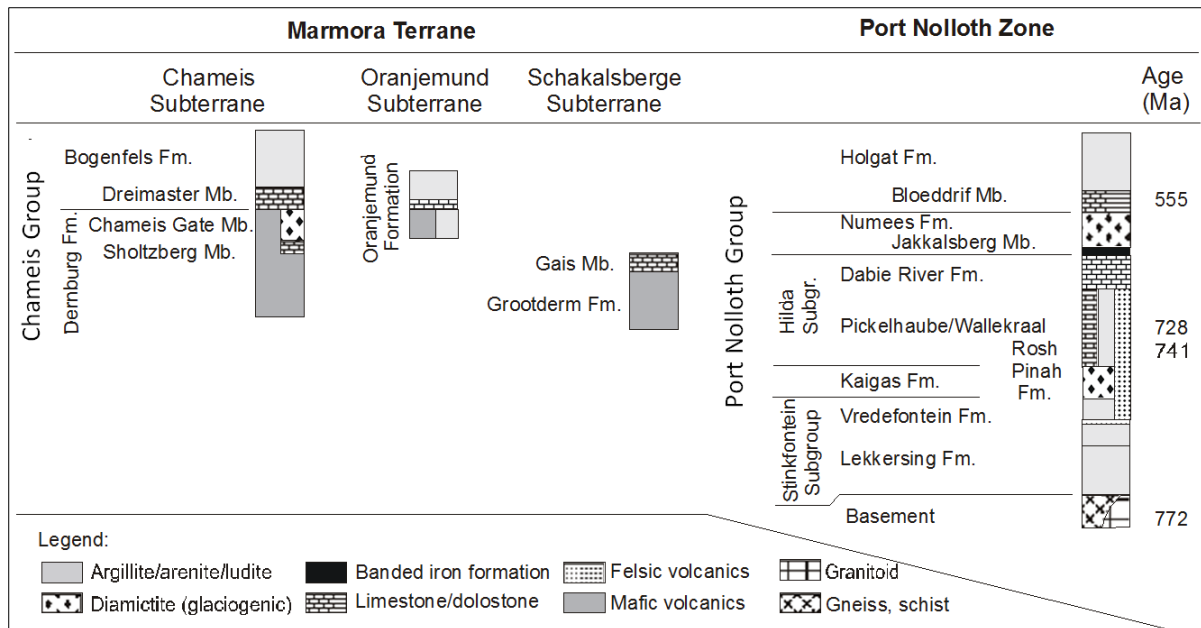 Marmora Terrane
Port Nolloth Zone
Chameis
Subterrane
Oranjemund
Subterrane
Schakalsberge
Subterrane
Age
(Ma)
Chameis Group
Bogenfels Fm.
Dreimaster Mb.
Dernburg Fm.
Chameis Gate Mb.
Sholtzberg Mb.
Oranjemund
Formation
Gais Mb.
Grootderm Fm.
Port Nolloth Group
Holgat Fm.
Bloeddrif Mb.
555
Numees Fm.
Jakkalsberg Mb.
Hilda
Subgr.
Dabie River Fm.
Pickelhaube/Wallekraal
728
Rosh
741
Pinah
Fm.
Kaigas Fm.
Stinkfontein
Subgroup
Vredefontein Fm.
Lekkersing Fm.
Basement
772
Legend:
Argillite/arenite/ludite
Banded iron formation
Felsic volcanics
Granitoid
Diamictite (glaciogenic)
Limestone/dolostone
Mafic volcanics
Gneiss, schist